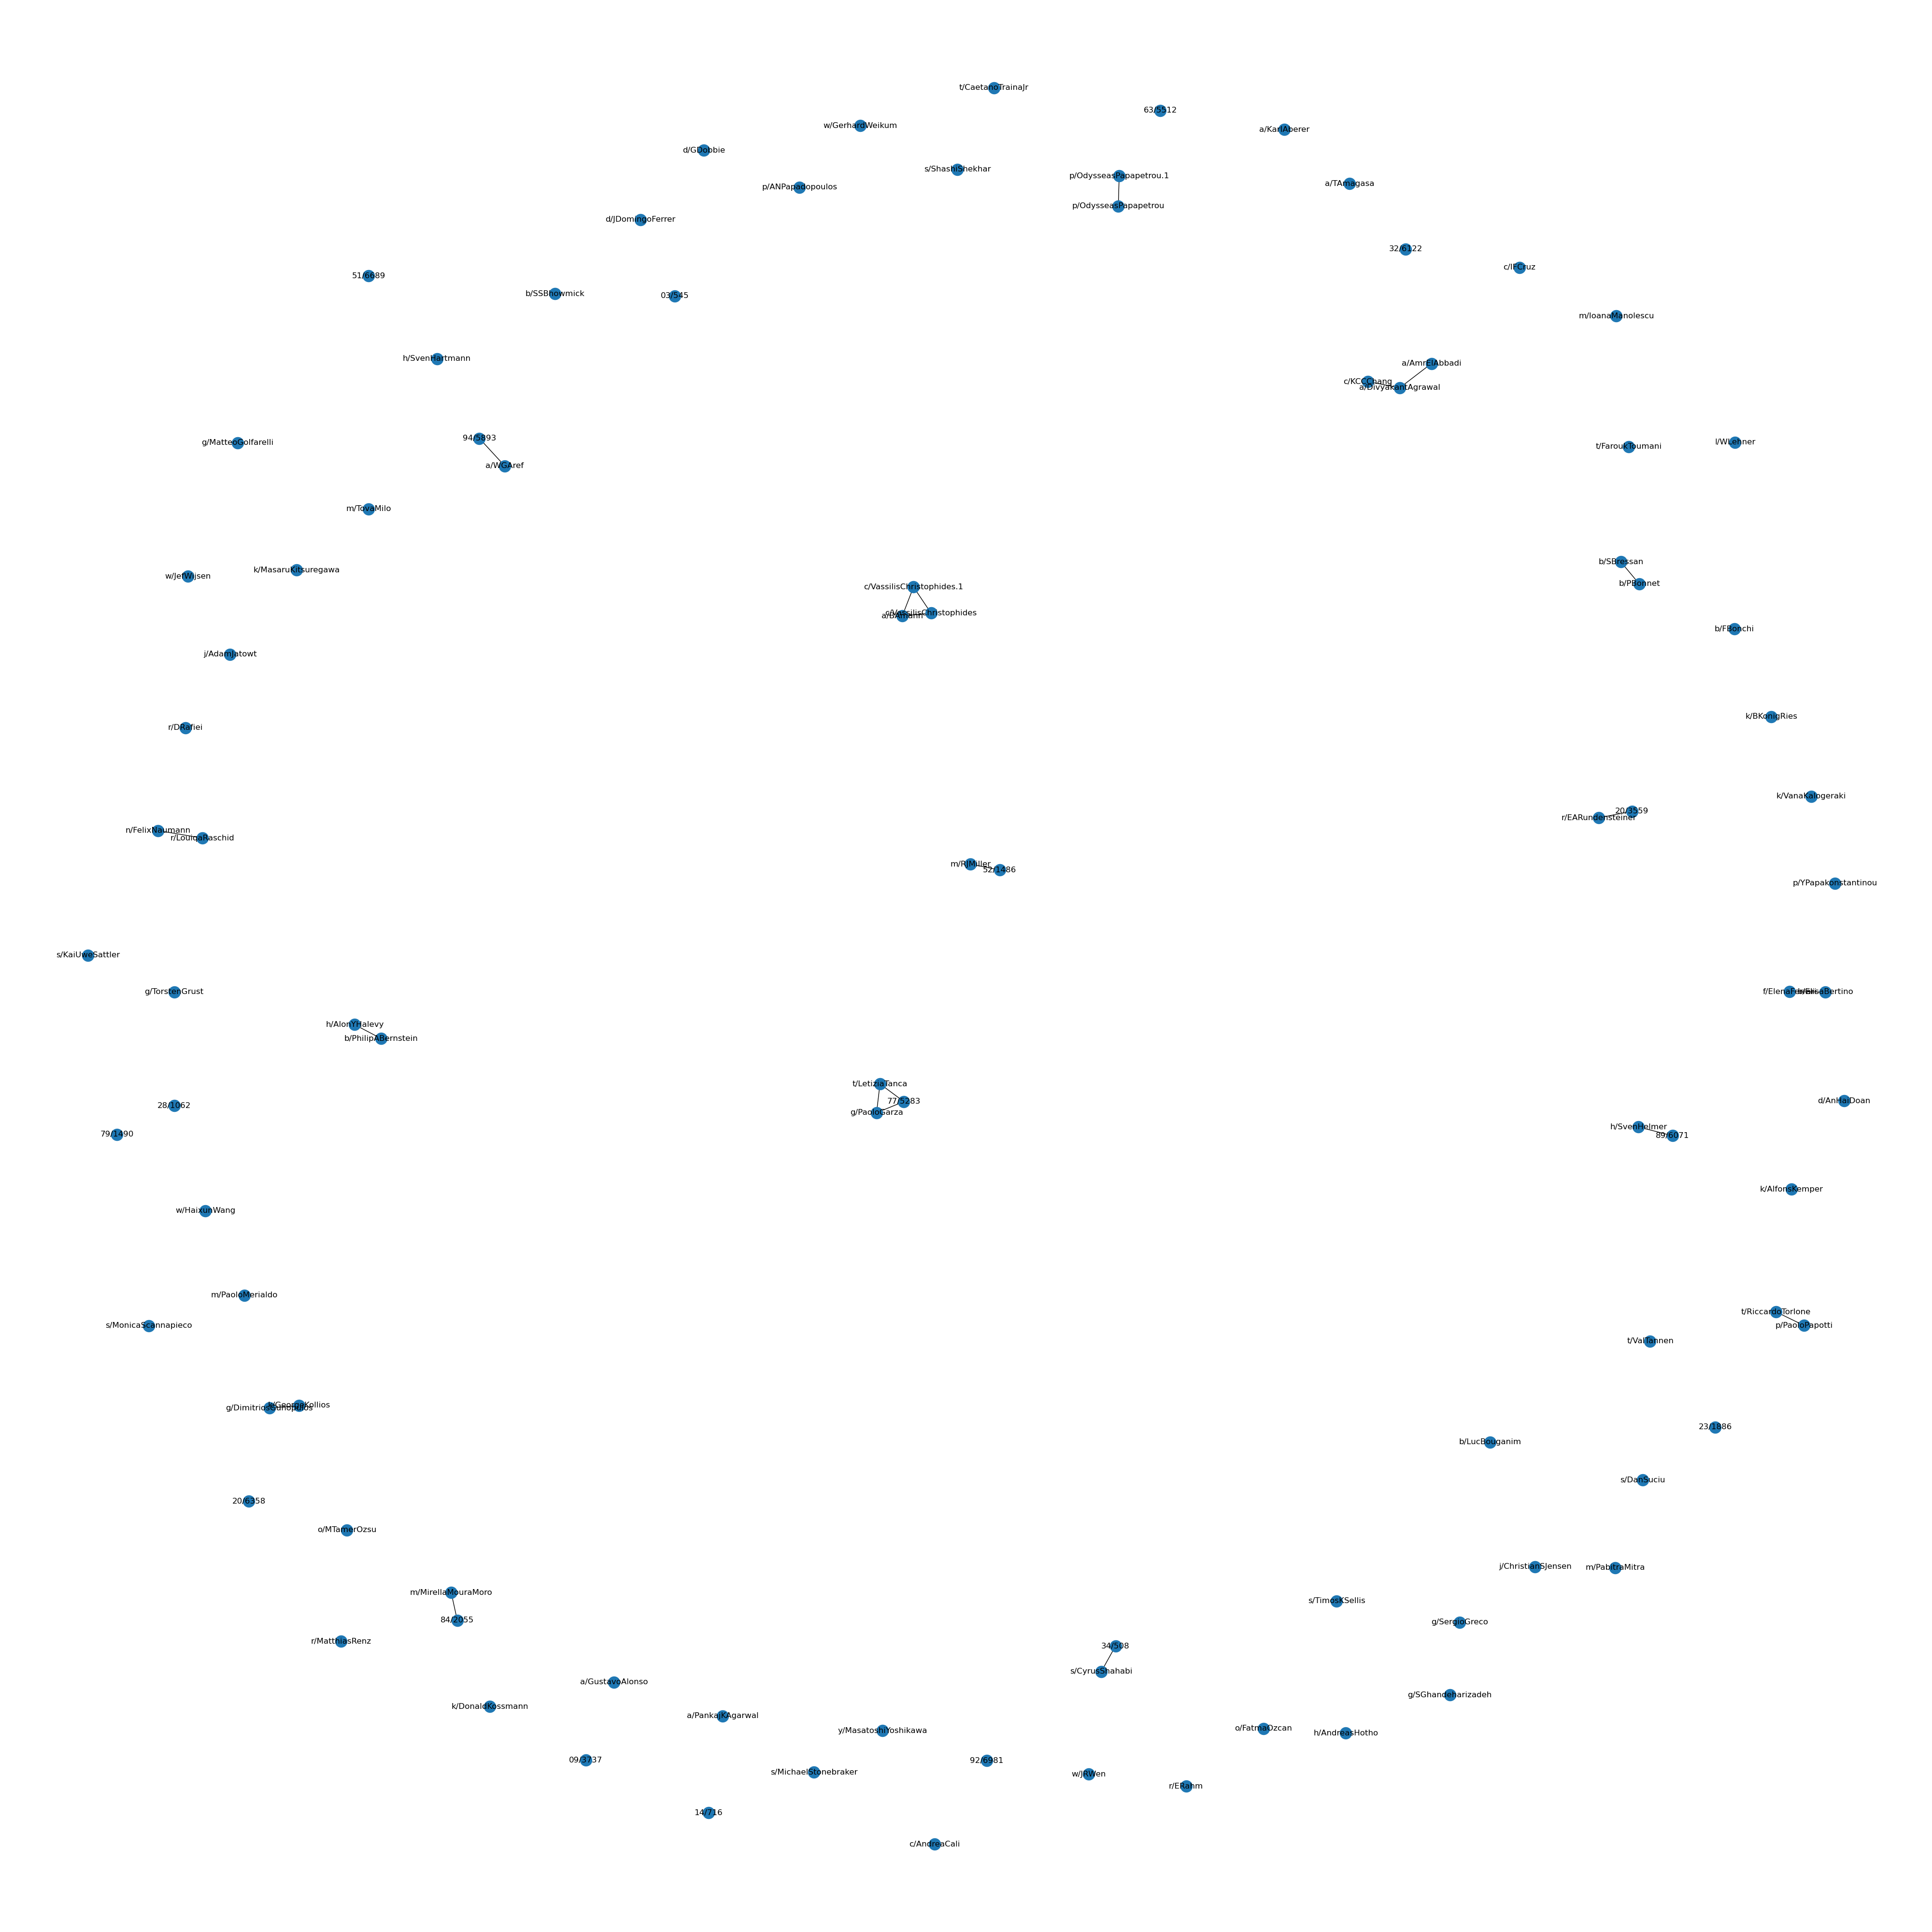 t/CaetanoTrainaJr
63/5512
w/GerhardWeikum
a/KarlAberer
d/GDobbie
s/ShashiShekhar
p/OdysseasPapapetrou.1
a/TAmagasa
p/ANPapadopoulos
p/OdysseasPapapetrou
d/JDomingoFerrer
32/6122
c/IFCruz
51/6689
b/SSBhowmick
03/545
m/IoanaManolescu
h/SvenHartmann
a/AmrElAbbadi
c/KCCChang
a/DivyakantAgrawal
94/5893
g/MatteoGolfarelli
l/WLehner
t/FaroukToumani
a/WGAref
m/TovaMilo
b/SBressan
k/MasaruKitsuregawa
w/JefWijsen
b/PBonnet
c/VassilisChristophides.1
c/VassilisChristophides
a/BAmann
b/FBonchi
j/AdamJatowt
k/BKonigRies
r/DRafiei
k/VanaKalogeraki
20/3559
r/EARundensteiner
n/FelixNaumann
r/LouiqaRaschid
m/RJMiller
52/1486
p/YPapakonstantinou
s/KaiUweSattler
g/TorstenGrust
f/ElenaFerrari
b/ElisaBertino
h/AlonYHalevy
b/PhilipABernstein
t/LetiziaTanca
77/5283
d/AnHaiDoan
28/1062
g/PaoloGarza
h/SvenHelmer
79/1490
89/6071
k/AlfonsKemper
w/HaixunWang
m/PaoloMerialdo
t/RiccardoTorlone
s/MonicaScannapieco
p/PaoloPapotti
t/ValTannen
k/GeorgeKollios
g/DimitriosGunopulos
23/1886
b/LucBouganim
s/DanSuciu
20/6358
o/MTamerOzsu
j/ChristianSJensen
m/PabitraMitra
m/MirellaMouraMoro
s/TimosKSellis
84/2055
g/SergioGreco
r/MatthiasRenz
34/508
s/CyrusShahabi
a/GustavoAlonso
g/SGhandeharizadeh
k/DonaldKossmann
a/PankajKAgarwal
y/MasatoshiYoshikawa
o/FatmaOzcan
h/AndreasHotho
09/3737
92/6981
s/MichaelStonebraker
w/JRWen
r/ERahm
14/716
c/AndreaCali